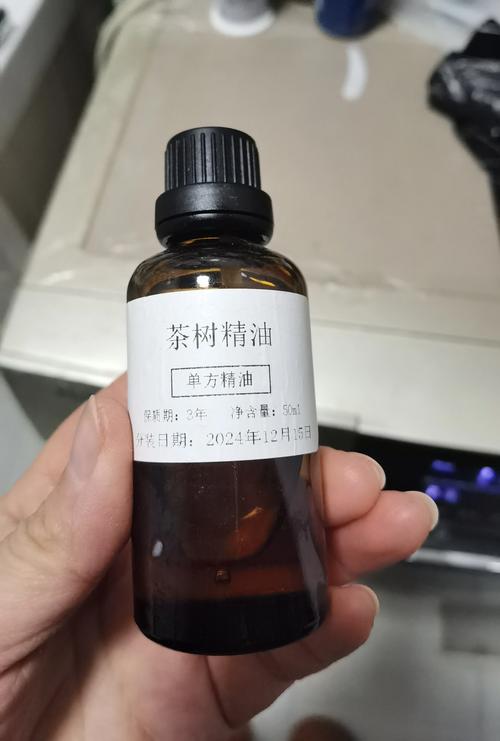 茶树精油
单方精油
保质期: 3年 净含量: 50ml
分装日期: 2024年12月15日